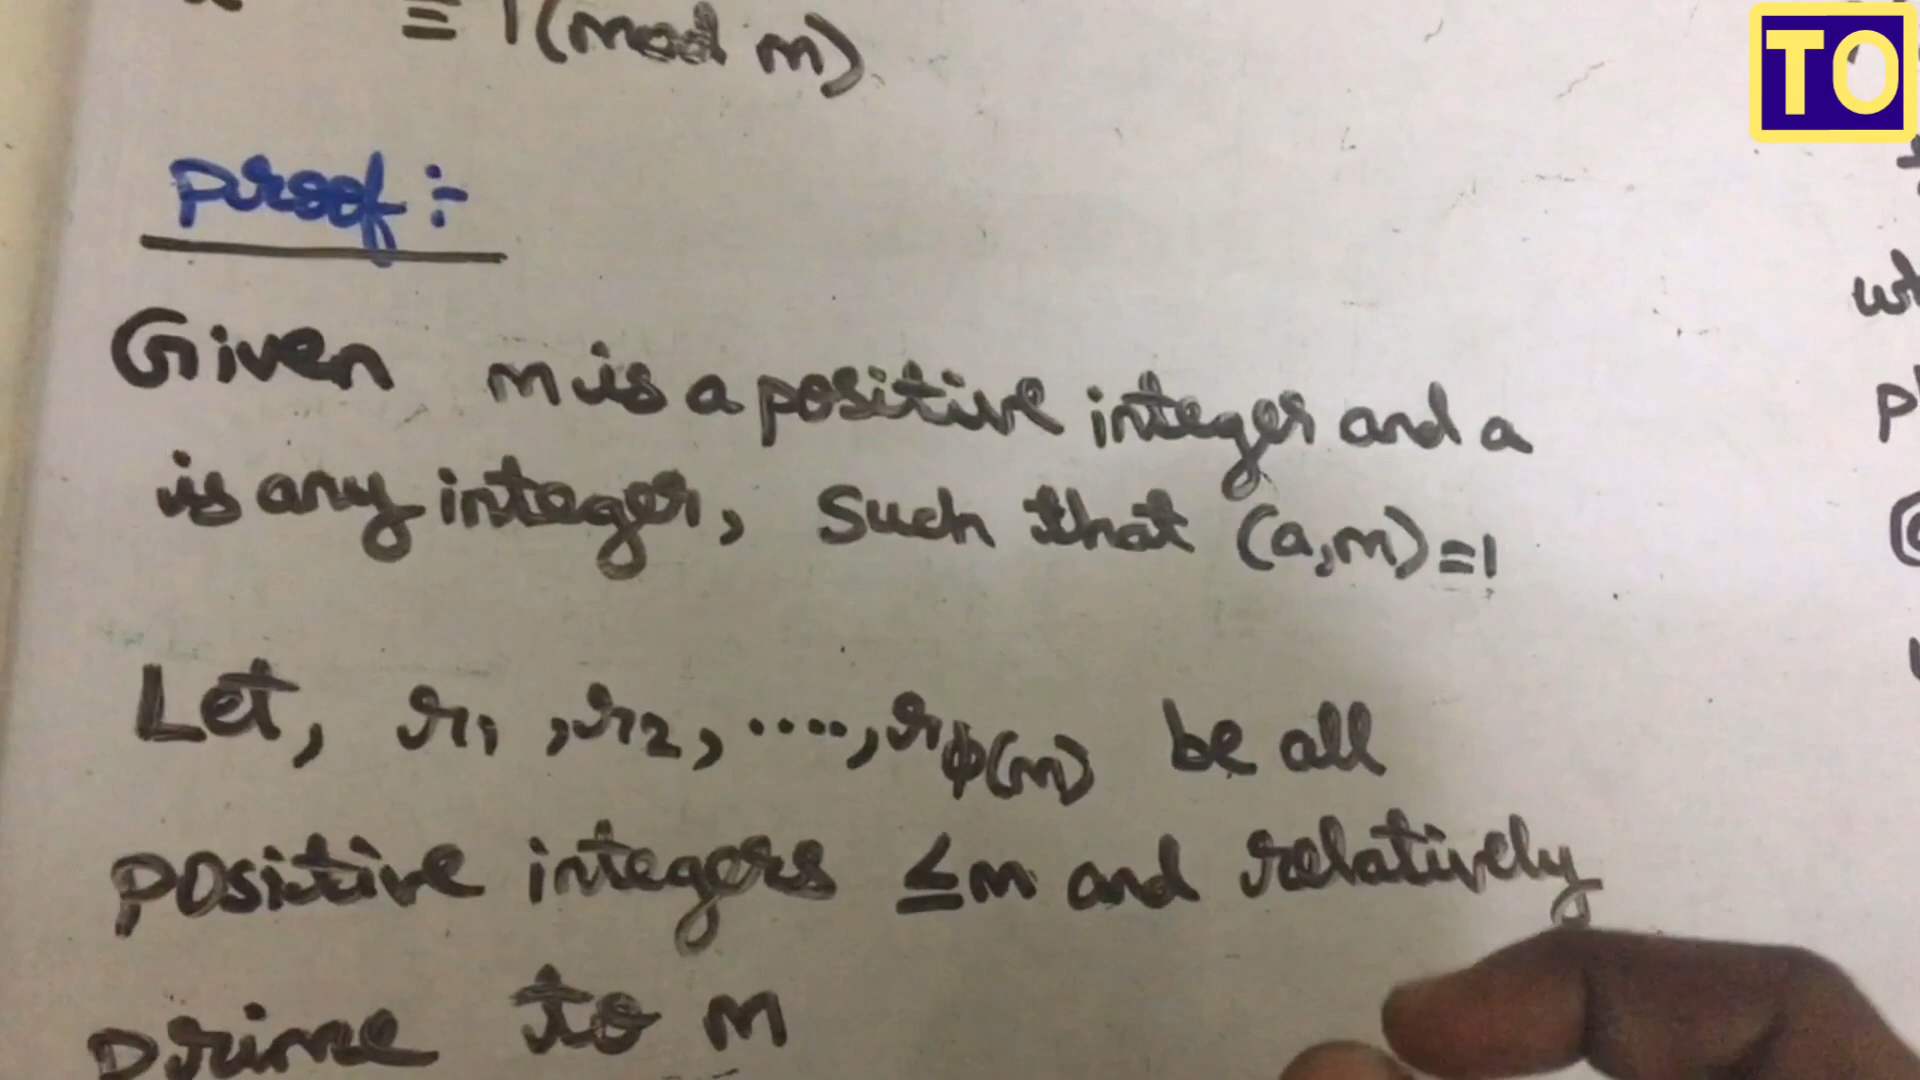 ≡ 1 (mod m)
TO
Proof :-
Given m is a positive integer and a
is any integer, Such that (a,m)=1
Let, r₁, r₂, ...., rϕ(m) be all
positive integers ≤m and relatively
prime to m